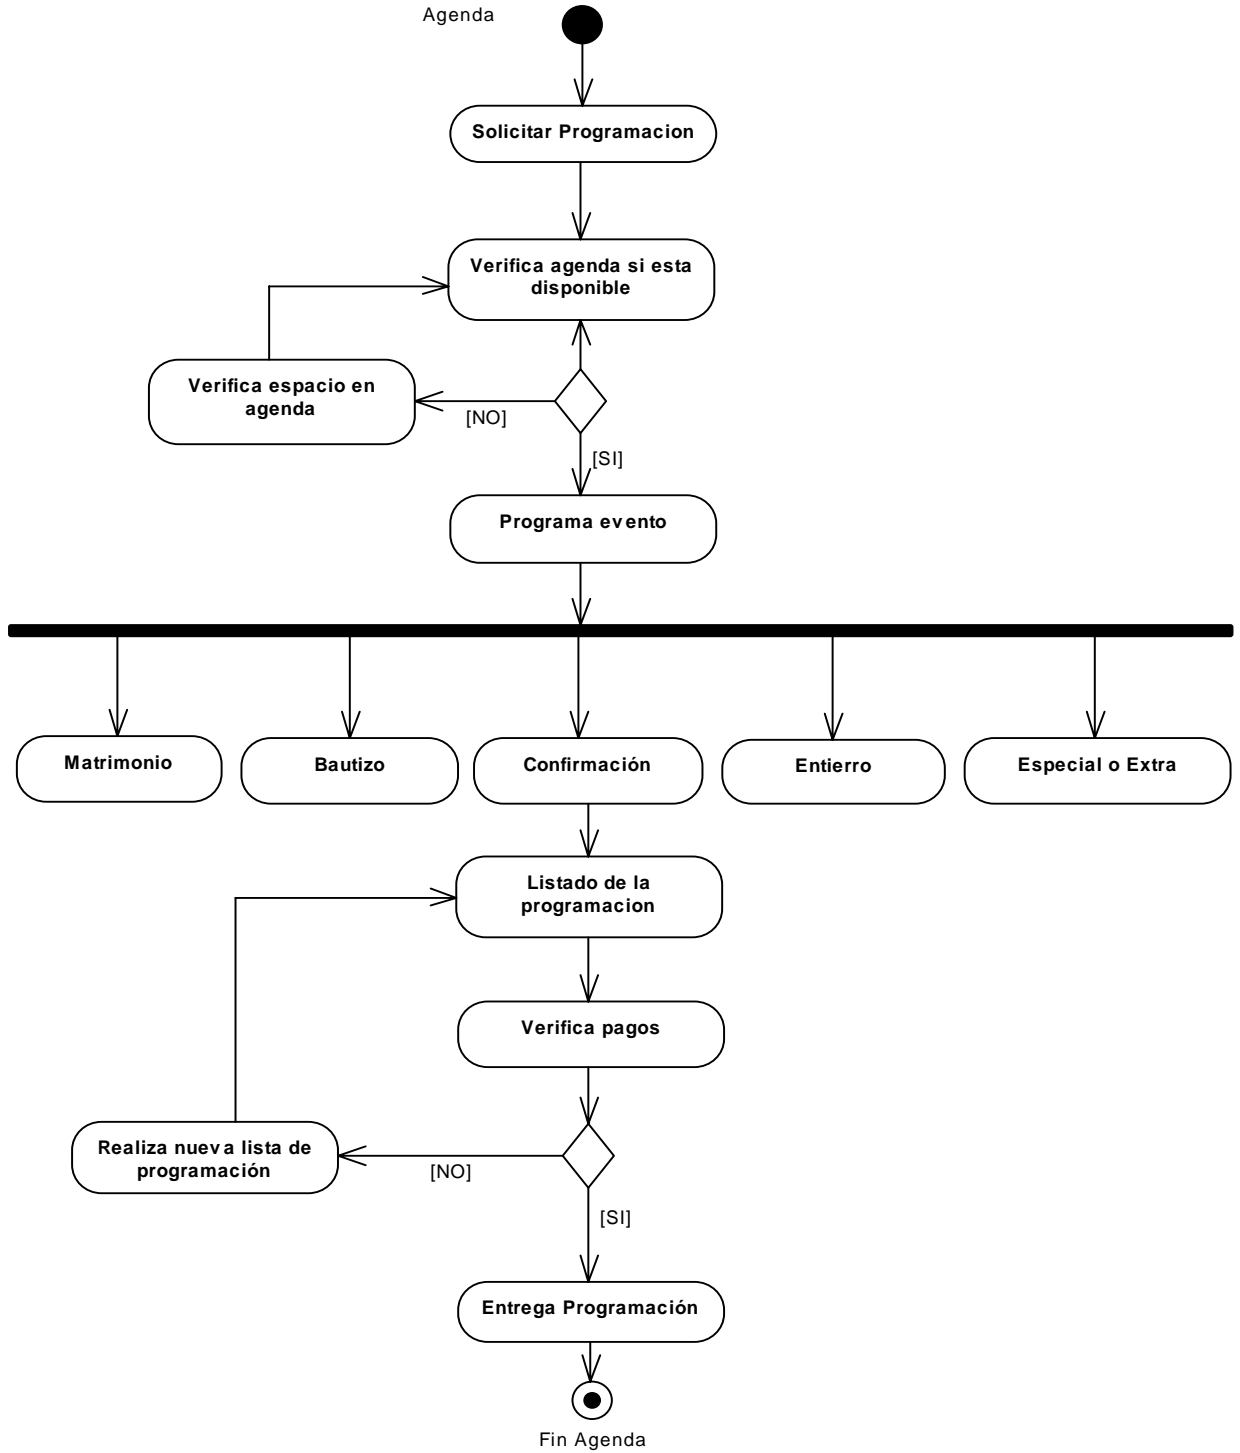 Agenda
Solicitar Programacion
Verifica agenda si esta
disponible
Verifica espacio en
agenda
[NO]
[SI]
Programa evento
Matrimonio
Bautizo
Confirmación
Entierro
Especial o Extra
Listado de la
programacion
Verifica pagos
Realiza nueva lista de
programación
[NO]
[SI]
Entrega Programación
Fin Agenda